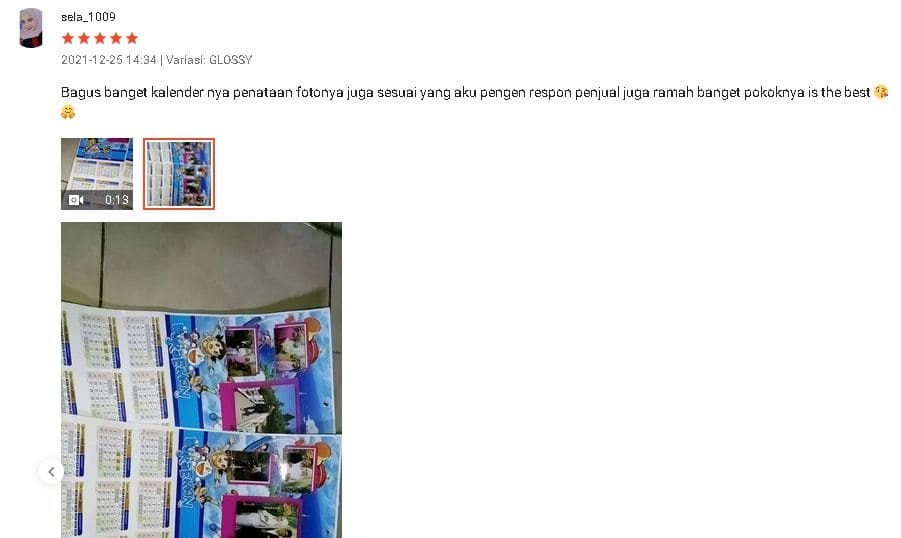 sela_1009
2021-12-25 14:34 | Variasi: GLOSSY
Bagus banget kalender nya penataan fotonya juga sesuai yang aku pengen respon penjual juga ramah banget pokoknya is the best 😘
🤗
0:13